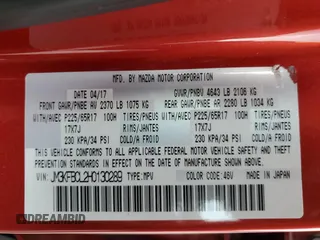 MFD. BY MAZDA MOTOR CORPORATION
DATE 04/17 GVWR/PNBV 4643 LB 2106 KG
FRONT GAWR/PNBE AV 2370 LB 1075 KG REAR GAWR/PNBE AR 2280 LB 1034 KG
WITH/AVEC P225/65R17 100H TIRES/PNEUS WITH/AVEC P225/65R17 100H TIRES/PNEUS
17X7J RIMS/JANTES 17X7J RIMS/JANTES
230 KPA/34 PSI COLD/A FROID 230 KPA/34 PSI COLD/A FROID
THIS VEHICLE CONFORMS TO ALL APPLICABLE FEDERAL MOTOR VEHICLE
SAFETY, BUMPER, AND THEFT PREVENTION STANDARDS IN EFFECT ON
THE DATE OF MANUFACTURE SHOWN ABOVE.
JM3KFBCL2H0130289 TYPE:MPV
COLOR CODE: 46V MADE IN JAPAN